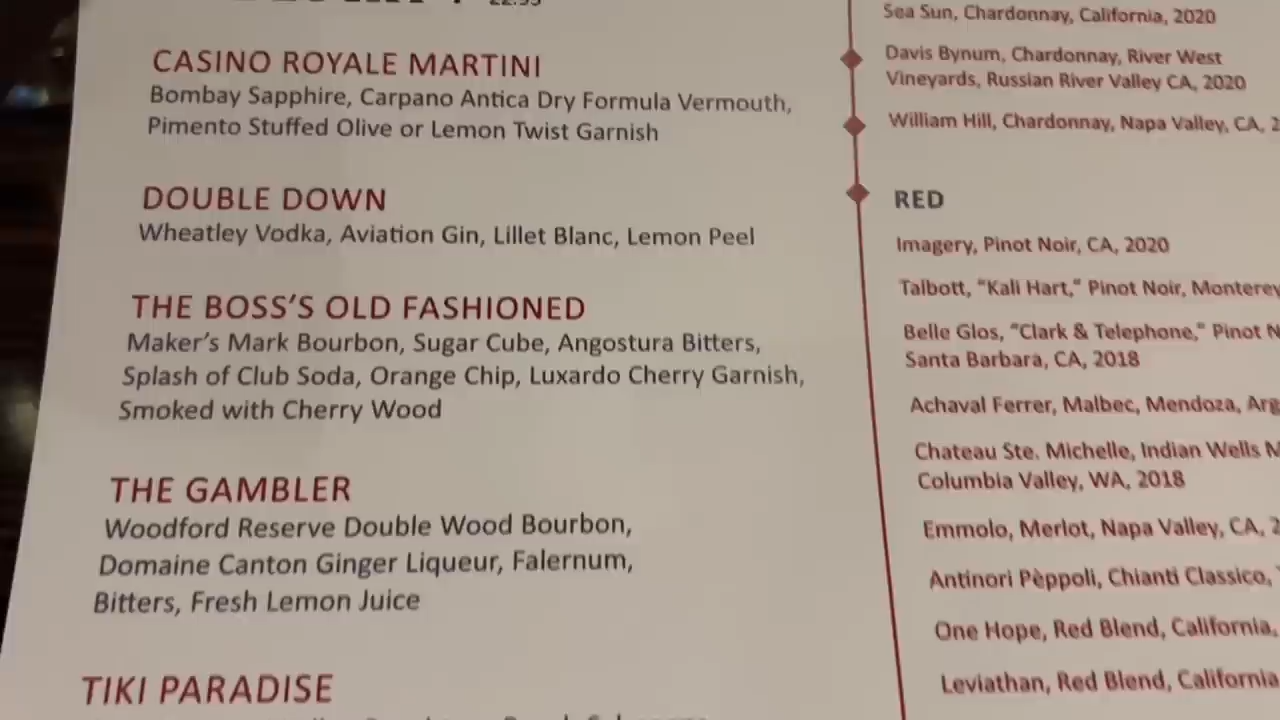 22.95
CASINO ROYALE MARTINI
Bombay Sapphire, Carpano Antica Dry Formula Vermouth,
Pimento Stuffed Olive or Lemon Twist Garnish
DOUBLE DOWN
Wheatley Vodka, Aviation Gin, Lillet Blanc, Lemon Peel
THE BOSS'S OLD FASHIONED
Maker's Mark Bourbon, Sugar Cube, Angostura Bitters,
Splash of Club Soda, Orange Chip, Luxardo Cherry Garnish,
Smoked with Cherry Wood
THE GAMBLER
Woodford Reserve Double Wood Bourbon,
Domaine Canton Ginger Liqueur, Falernum,
Bitters, Fresh Lemon Juice
TIKI PARADISE
Sea Sun, Chardonnay, California, 2020
Davis Bynum, Chardonnay, River West
Vineyards, Russian River Valley CA, 2020
William Hill, Chardonnay, Napa Valley, CA, 2
RED
Imagery, Pinot Noir, CA, 2020
Talbott, "Kali Hart," Pinot Noir, Monterey
Belle Glos, "Clark & Telephone," Pinot N
Santa Barbara, CA, 2018
Achaval Ferrer, Malbec, Mendoza, Arg
Chateau Ste. Michelle, Indian Wells M
Columbia Valley, WA, 2018
Emmolo, Merlot, Napa Valley, CA, 2
Antinori Pèppoli, Chianti Classico,
One Hope, Red Blend, California,
Leviathan, Red Blend, California